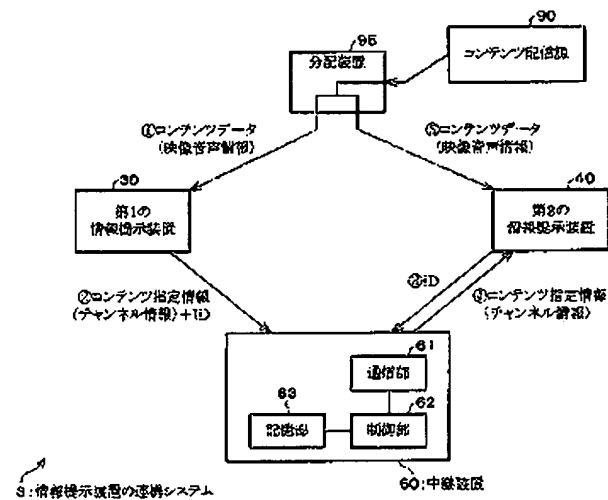 90
コンテンツ配信源
95
分配装置
①コンテンツデータ
(映像音声情報)
⑤コンテンツデータ
(映像音声情報)
30
第1の
情報提示装置
40
第2の
情報提示装置
②コンテンツ指定情報
(チャンネル情報)+ID
③ID
④コンテンツ指定情報
(チャンネル情報)
61
通信部
63
記憶部
62
制御部
60:中継装置
3:情報提示装置の連携システム